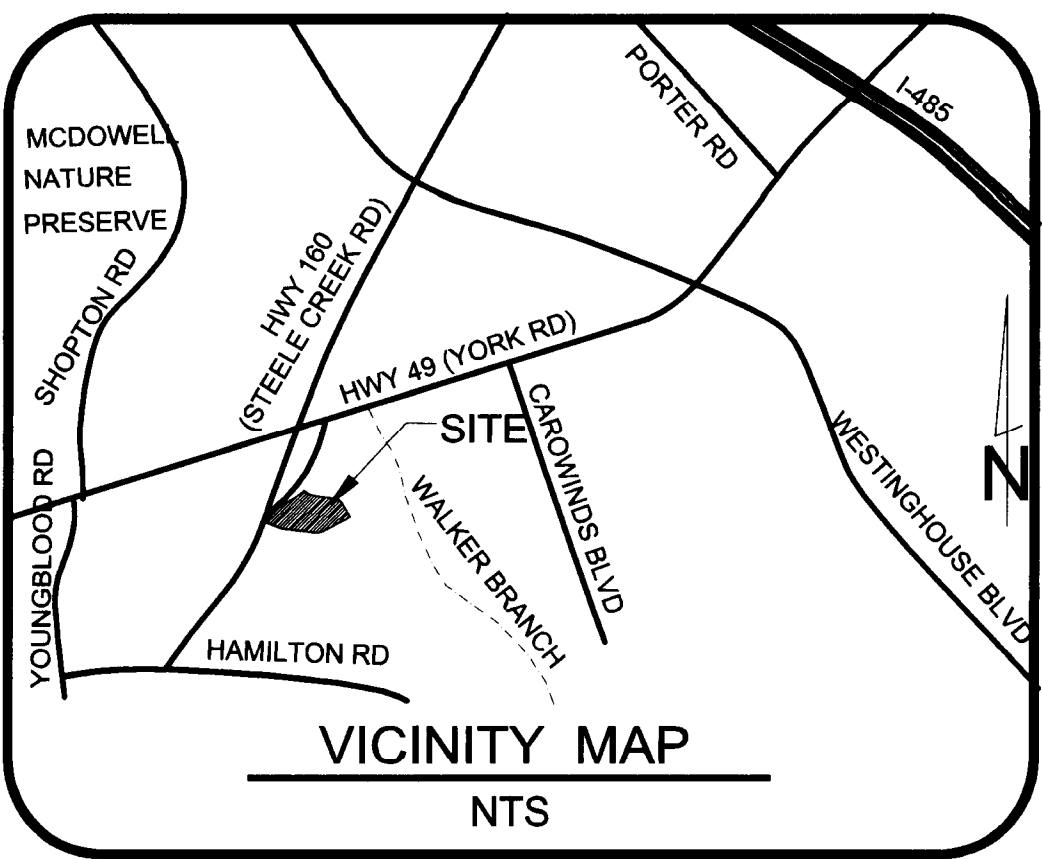 PORTER RD
I-485
MCDOWELL
NATURE
PRESERVE
SHOPTON RD
HWY 160
(STEELE CREEK RD)
HWY 49 (YORK RD)
SITE
CAROWINDS BLVD
WESTINGHOUSE BLVD
N
YOUNGBLOOD RD
WALKER BRANCH
HAMILTON RD
VICINITY MAP
NTS